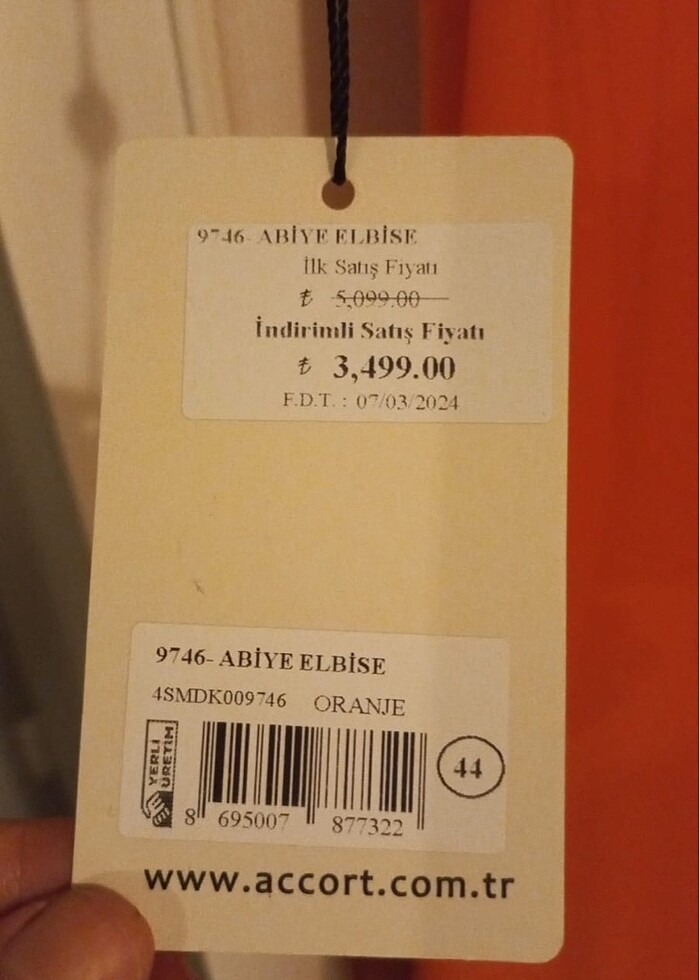 9746- ABİYE ELBİSE
İlk Satış Fiyatı
₺ 5,099.00
İndirimli Satış Fiyatı
₺ 3,499.00
F.D.T. : 07/03/2024
9746- ABİYE ELBİSE
4SMDK009746 ORANJE
YERLİ
ÜRETİM
44
8 695007 877322
www.accort.com.tr